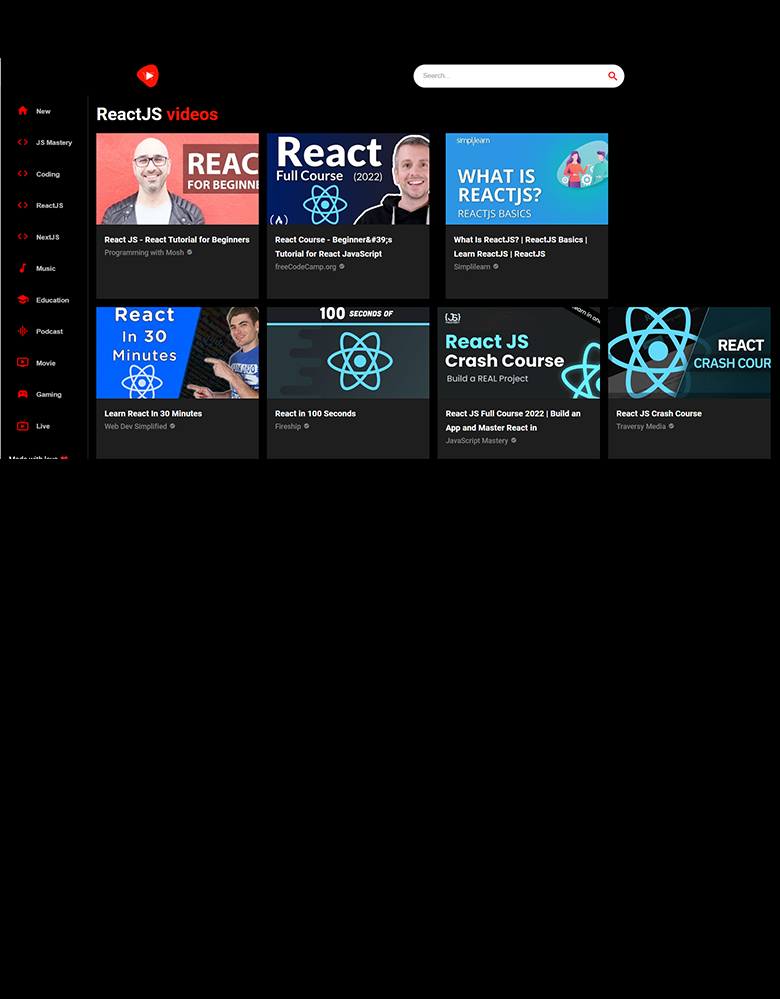 Search...
New
JS Mastery
Coding
ReactJS
NextJS
Music
Education
Podcast
Movie
Gaming
Live
Made with love
ReactJS videos
REAC
FOR BEGINNE
React JS - React Tutorial for Beginners
Programming with Mosh
React
Full Course (2022)
React Course - Beginner&#39;s
Tutorial for React JavaScript
freeCodeCamp.org
simplilearn
WHAT IS
REACTJS?
REACTJS BASICS
What Is ReactJS? | ReactJS Basics |
Learn ReactJS | ReactJS
Simplilearn
React
In 30
Minutes
Learn React In 30 Minutes
Web Dev Simplified
100 SECONDS OF
React in 100 Seconds
Fireship
{JS}
React JS
Crash Course
Build a REAL Project
React JS Full Course 2022 | Build an
App and Master React in
JavaScript Mastery
REACT
CRASH COUR
React JS Crash Course
Traversy Media